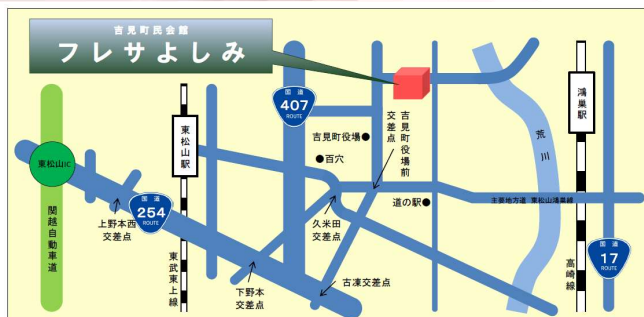 吉見町民会館
フレサよしみ
国道
407
ROUTE
吉見町役場前
交差点
吉見町役場●
●百穴
東松山駅
鴻巣駅
荒川
東松山IC
国道
254
ROUTE
上野本西
交差点
道の駅●
主要地方道 東松山鴻巣線
久米田
交差点
関越自動車道
東武東上線
下野本
交差点
古凍交差点
高崎線
国道
17
ROUTE